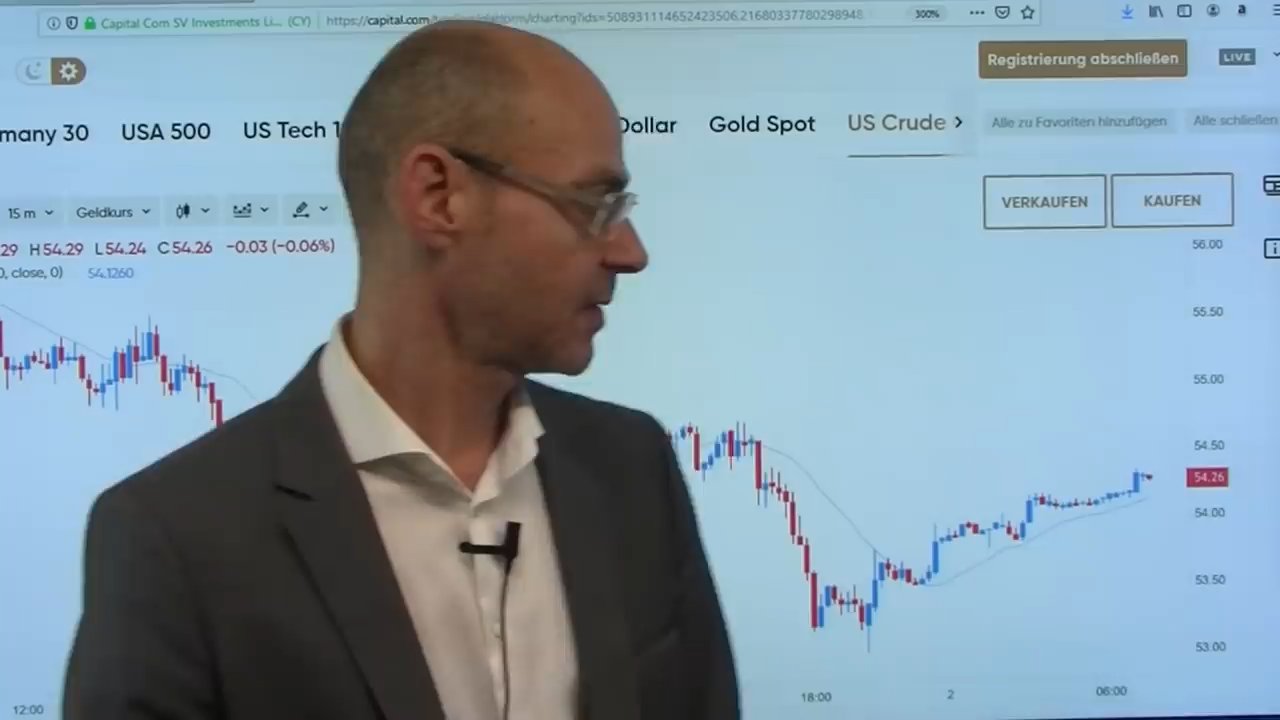 Capital Com SV Investments Li... (CY)
https://capital.com
300%
Registrierung abschließen
LIVE
many 30 USA 500 US Tech 1 Dollar Gold Spot US Crude
Alle zu Favoriten hinzufügen Alle schließen
15 m Geldkurs
VERKAUFEN KAUFEN
29 H54.29 L54.24 C54.26 −0.03 (−0.06%)
0, close, 0) 54.1260
56.00
55.50
55.00
54.50
54.26
54.00
53.50
53.00
12:00 18:00 2 06:00